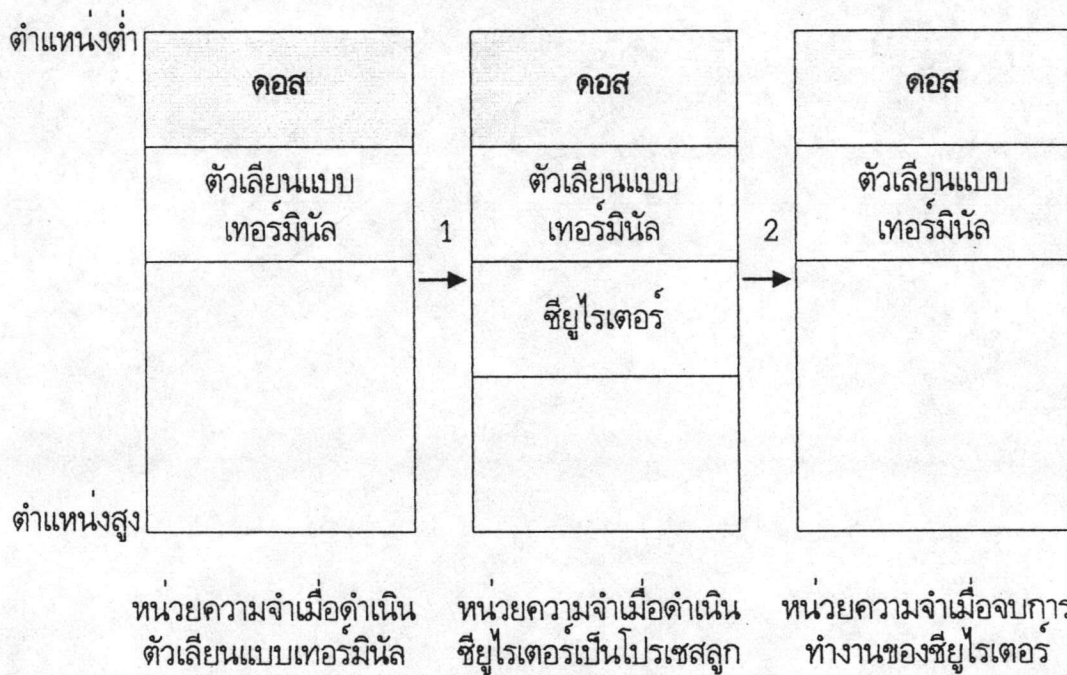 ตำแหน่งต่ำ
ดอส
ดอส
ดอส
ตัวเลียนแบบ
เทอร์มินัล
ตัวเลียนแบบ
เทอร์มินัล
ตัวเลียนแบบ
เทอร์มินัล
1
2
ซียูไรเตอร์
ตำแหน่งสูง
หน่วยความจำเมื่อดำเนิน
ตัวเลียนแบบเทอร์มินัล
หน่วยความจำเมื่อดำเนิน
ซียูไรเตอร์เป็นโปรเซสลูก
หน่วยความจำเมื่อจบการ
ทำงานของซียูไรเตอร์